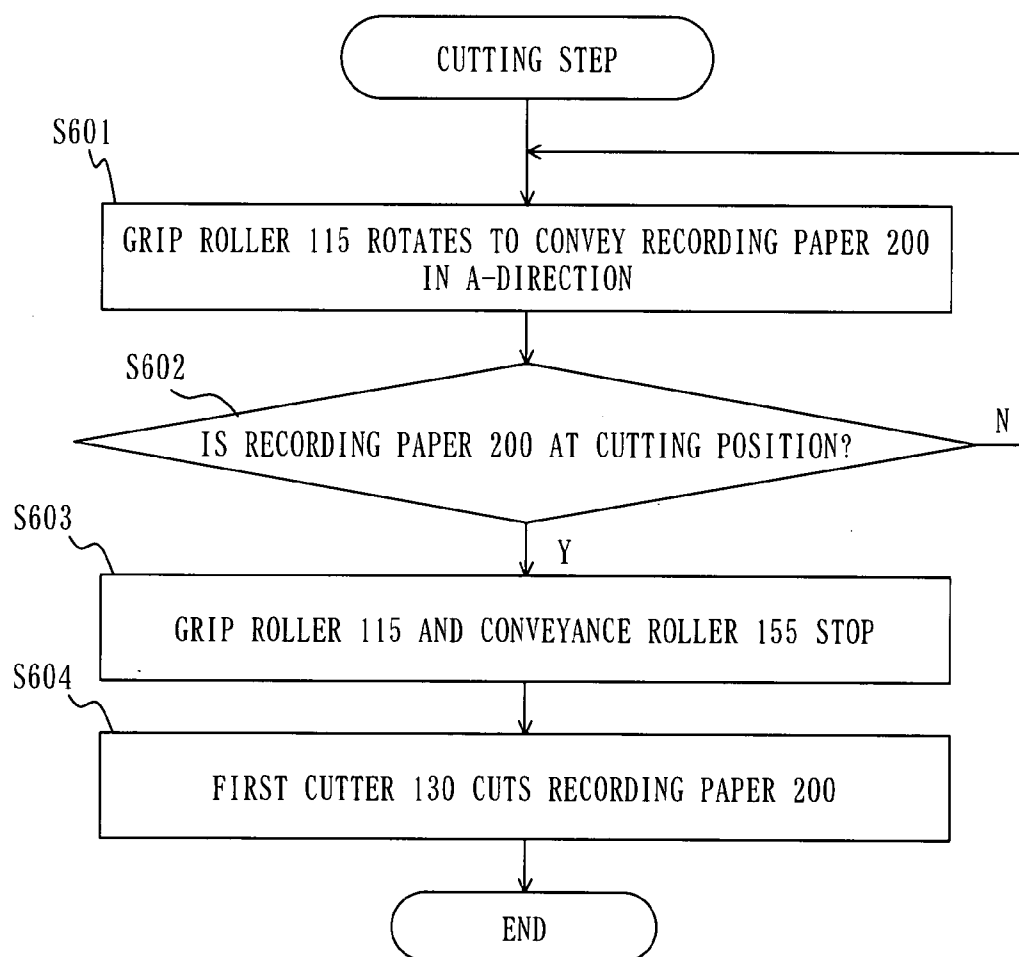 CUTTING STEP
S601
GRIP ROLLER 115 ROTATES TO CONVEY RECORDING PAPER 200
IN A-DIRECTION
S602
IS RECORDING PAPER 200 AT CUTTING POSITION?
N
Y
S603
GRIP ROLLER 115 AND CONVEYANCE ROLLER 155 STOP
S604
FIRST CUTTER 130 CUTS RECORDING PAPER 200
END